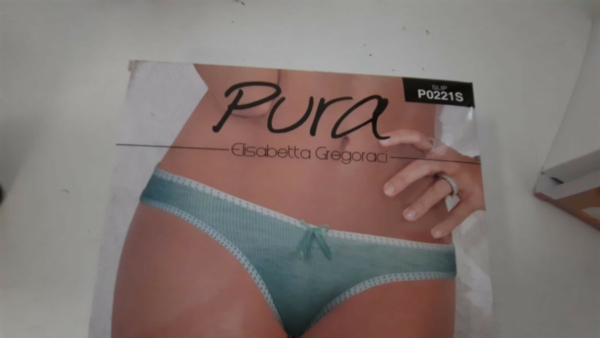 Pura
Elisabetta Gregoraci
SLIP
P0221S